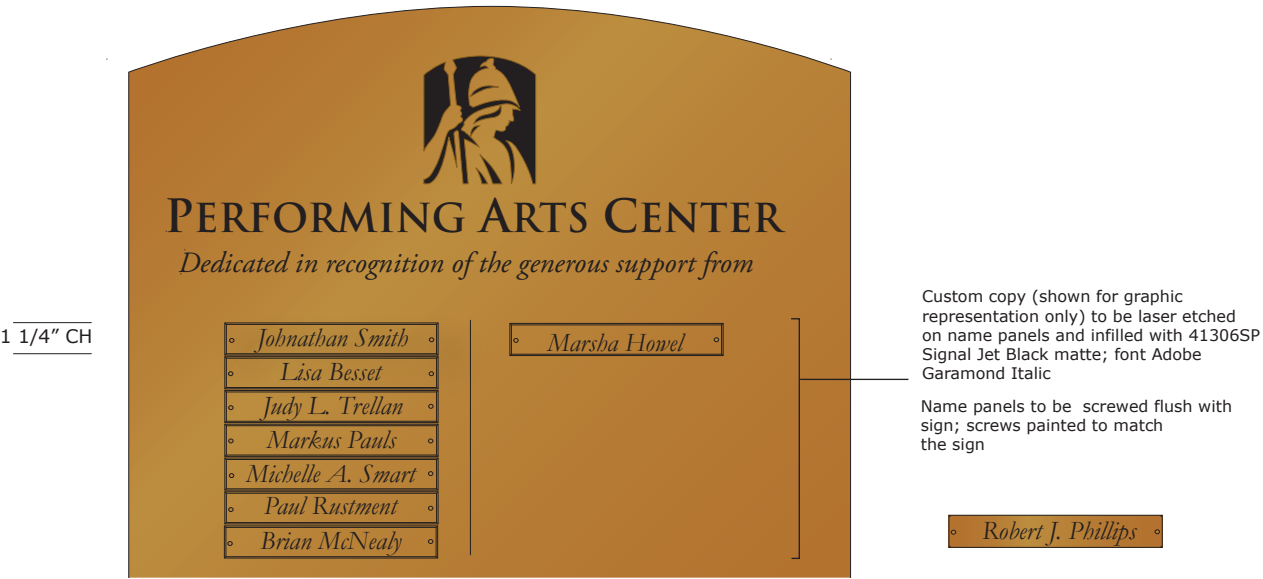 PERFORMING ARTS CENTER
Dedicated in recognition of the generous support from
1 1/4” CH
Johnathan Smith
Lisa Besset
Judy L. Trellan
Markus Pauls
Michelle A. Smart
Paul Rustment
Brian McNealy
Marsha Howel
Custom copy (shown for graphic
representation only) to be laser etched
on name panels and infilled with 41306SP
Signal Jet Black matte; font Adobe
Garamond Italic
Name panels to be screwed flush with
sign; screws painted to match
the sign
Robert J. Phillips